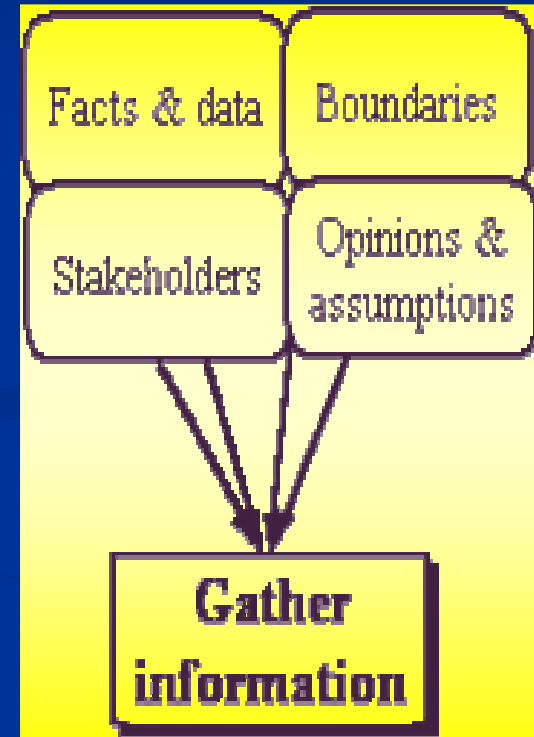 Facts & data
Boundaries
Stakeholders
Opinions &
assumptions
Gather
information